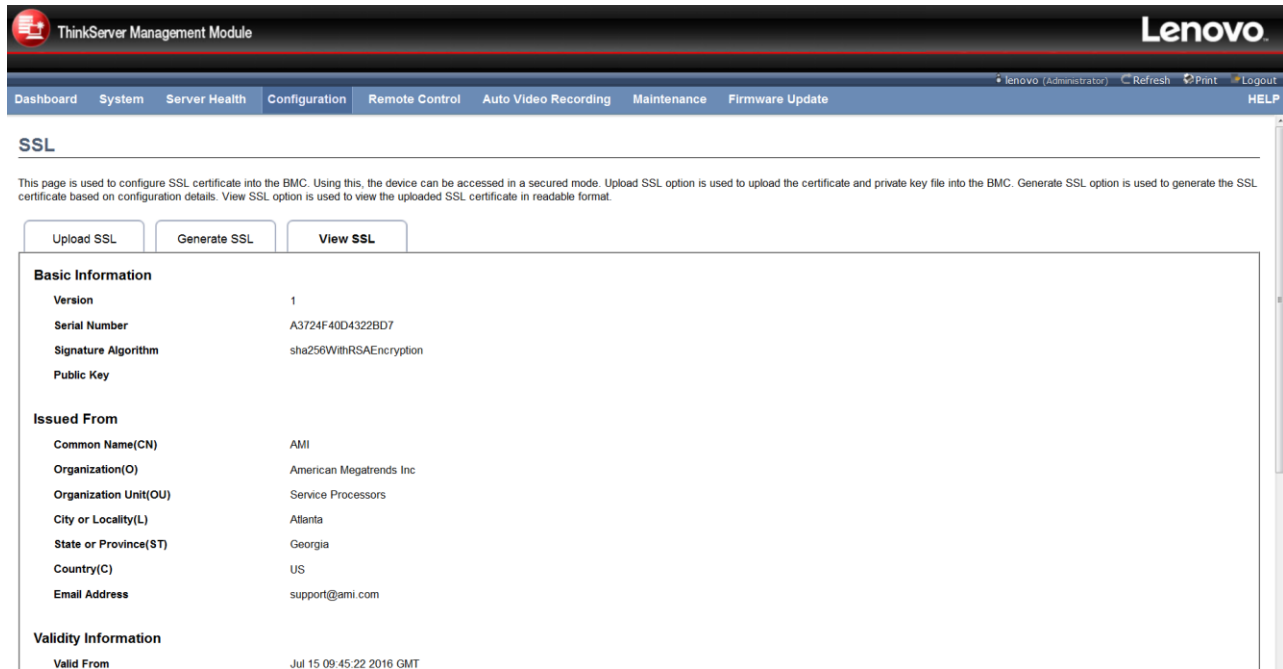 ThinkServer Management Module
Lenovo
lenovo (Administrator) Refresh Print Logout
Dashboard System Server Health Configuration Remote Control Auto Video Recording Maintenance Firmware Update HELP
SSL
This page is used to configure SSL certificate into the BMC. Using this, the device can be accessed in a secured mode. Upload SSL option is used to upload the certificate and private key file into the BMC. Generate SSL option is used to generate the SSL
certificate based on configuration details. View SSL option is used to view the uploaded SSL certificate in readable format.
Upload SSL Generate SSL View SSL
Basic Information
Version 1
Serial Number A3724F40D4322BD7
Signature Algorithm sha256WithRSAEncryption
Public Key
Issued From
Common Name(CN) AMI
Organization(O) American Megatrends Inc
Organization Unit(OU) Service Processors
City or Locality(L) Atlanta
State or Province(ST) Georgia
Country(C) US
Email Address support@ami.com
Validity Information
Valid From Jul 15 09:45:22 2016 GMT